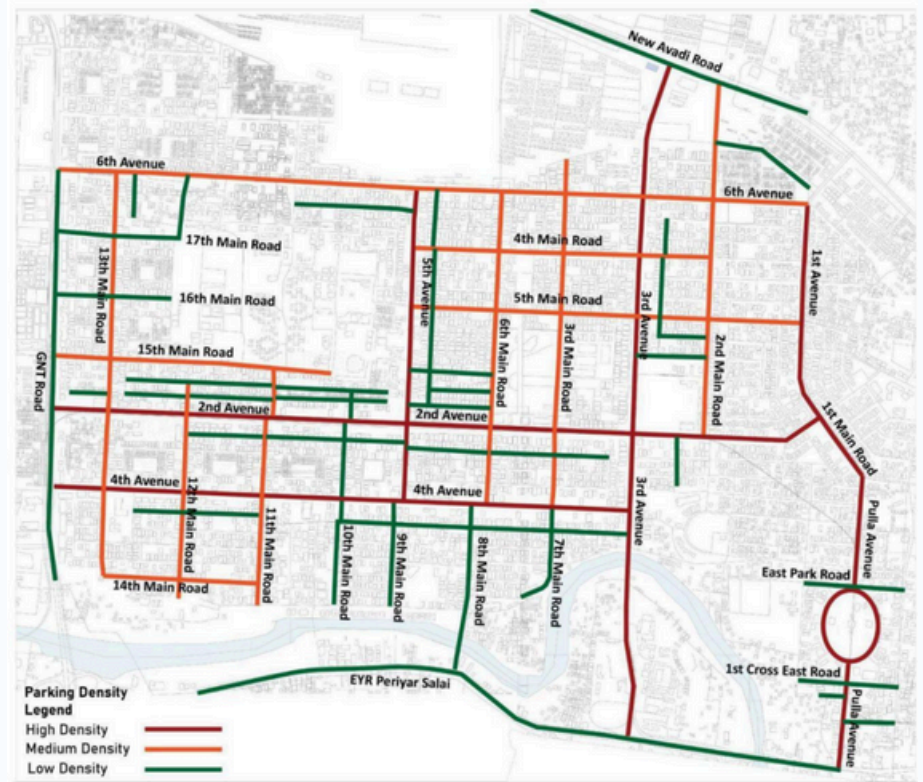 New Avadi Road
6th Avenue
6th Avenue
17th Main Road
4th Main Road
13th Main Road
5th Avenue
1st Avenue
16th Main Road
5th Main Road
3rd Avenue
6th Main Road
3rd Main Road
2nd Main Road
15th Main Road
GNT Road
2nd Avenue
2nd Avenue
1st Main Road
4th Avenue
4th Avenue
12th Main Road
11th Main Road
3rd Avenue
Pulla Avenue
10th Main Road
9th Main Road
8th Main Road
7th Main Road
14th Main Road
East Park Road
1st Cross East Road
EYR Periyar Salai
Pulla Avenue
Parking Density
Legend
High Density
Medium Density
Low Density